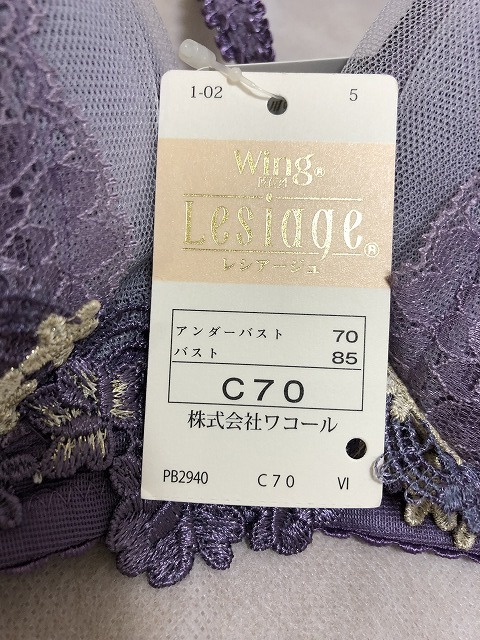 1-02 5
Wing®
Lesiage®
レシアージュ
アンダーバスト 70
バスト 85
C70
株式会社ワコール
PB2940 C70 VI